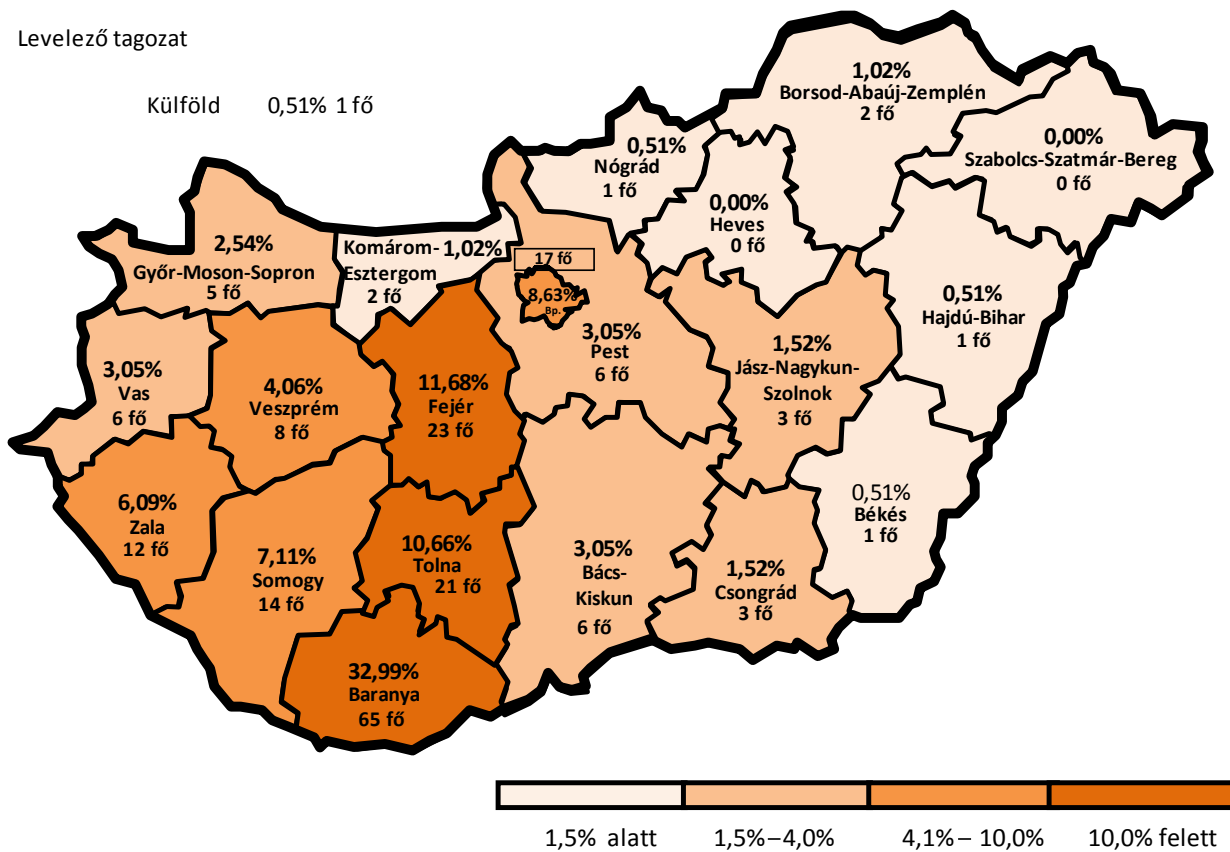 Levelező tagozat
Külföld 0,51% 1 fő
1,02%
Borsod-Abaúj-Zemplén
2 fő
0,00%
Szabolcs-Szatmár-Bereg
0 fő
0,51%
Nógrád
1 fő
0,00%
Heves
0 fő
2,54%
Győr-Moson-Sopron
5 fő
Komárom-
1,02%
Esztergom
2 fő
17 fő
8,63%
Bp.
0,51%
Hajdú-Bihar
1 fő
3,05%
Pest
6 fő
1,52%
Jász-Nagykun-
Szolnok
3 fő
3,05%
Vas
6 fő
4,06%
Veszprém
8 fő
11,68%
Fejér
23 fő
6,09%
Zala
12 fő
7,11%
Somogy
14 fő
10,66%
Tolna
21 fő
3,05%
Bács-
Kiskun
6 fő
1,52%
Csongrád
3 fő
0,51%
Békés
1 fő
32,99%
Baranya
65 fő
1,5% alatt
1,5%–4,0%
4,1%– 10,0%
10,0% felett